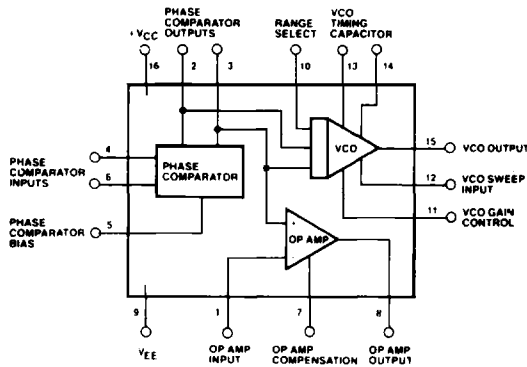 PHASE
COMPARATOR
OUTPUTS
RANGE
SELECT
VCO
TIMING
CAPACITOR
+ VCC
16
2
3
10
13
14
4
PHASE
COMPARATOR
INPUTS
6
PHASE
COMPARATOR
VCO
15
VCO OUTPUT
12
VCO SWEEP
INPUT
11
VCO GAIN
CONTROL
PHASE
COMPARATOR
BIAS
5
+
OP AMP
-
9
1
7
8
VEE
OP AMP
INPUT
OP AMP
COMPENSATION
OP AMP
OUTPUT